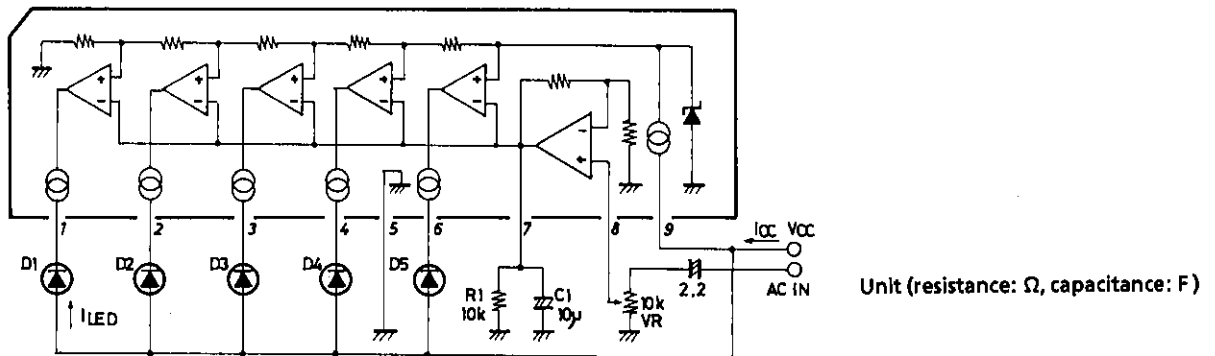 + + + + +
- - - - -
-
+
1 2 3 4 5 6 7 8 9
ICC VCC
D1 D2 D3 D4 D5
AC IN
2.2
Unit (resistance: Ω, capacitance: F)
ILED
R1
10k
C1
10μ
10k
VR